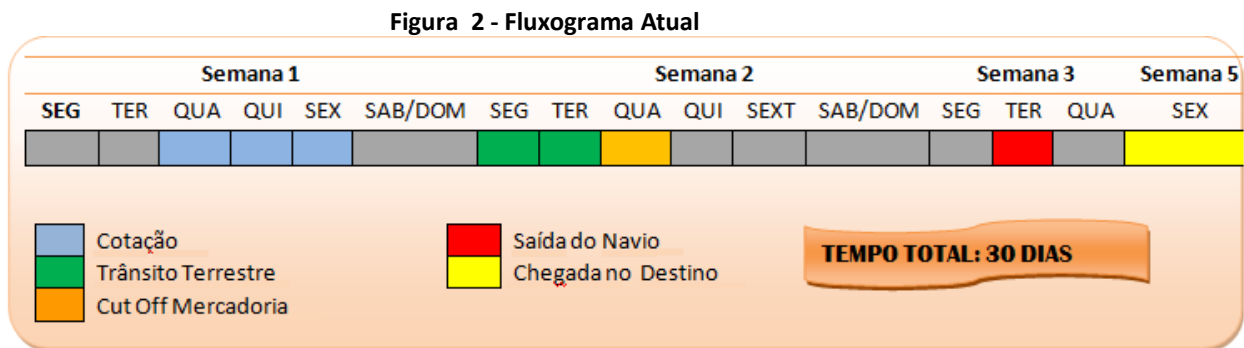 Figura 2 - Fluxograma Atual
Semana 1 Semana 2 Semana 3 Semana 5
SEG TER QUA QUI SEX SAB/DOM SEG TER QUA QUI SEXT SAB/DOM SEG TER QUA SEX
Cotação Saída do Navio TEMPO TOTAL: 30 DIAS
Trânsito Terrestre Chegada no Destino
Cut Off Mercadoria